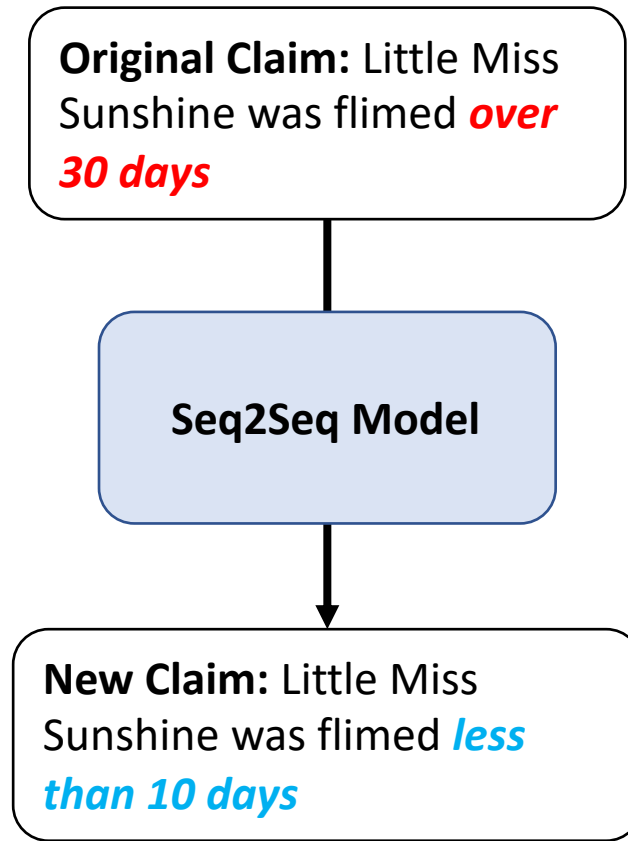 Original Claim: Little Miss
Sunshine was flimed over
30 days
Seq2Seq Model
New Claim: Little Miss
Sunshine was flimed less
than 10 days